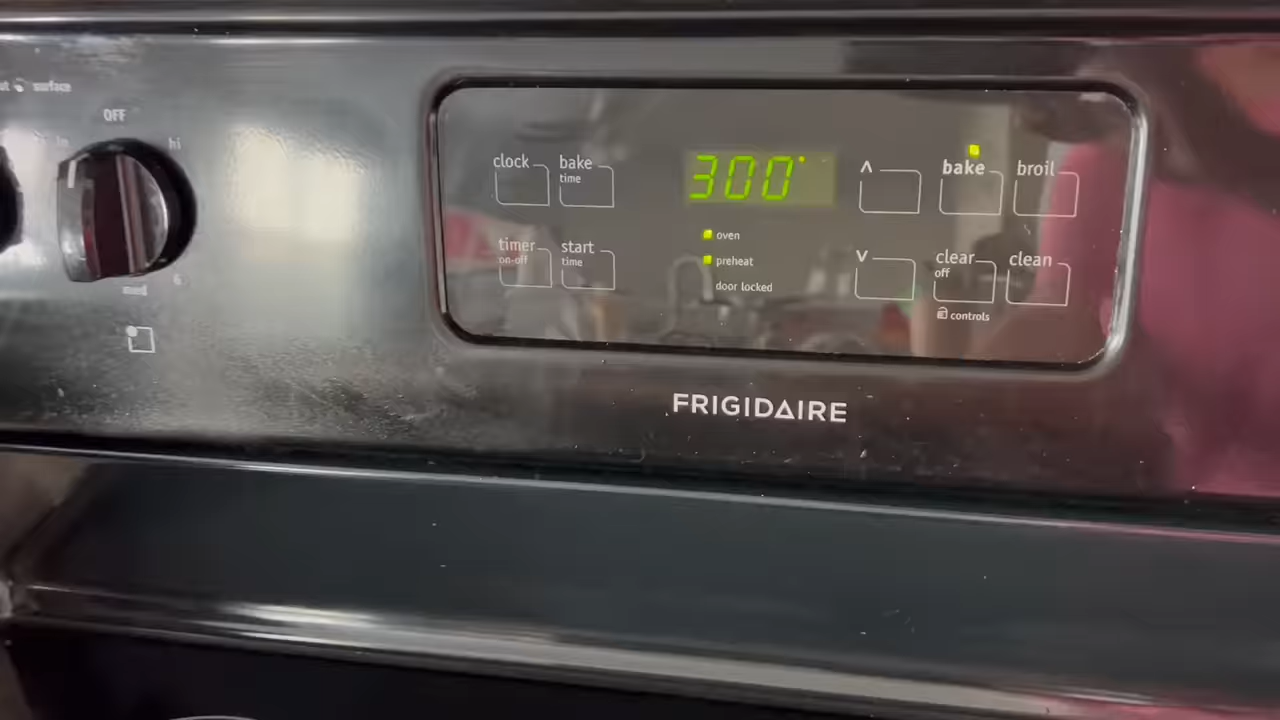 surface
OFF
hi
6
med
clock
bake
time
timer
on-off
start
time
300°
oven
preheat
door locked
ʌ
v
bake
broil
clear
off
clean
controls
FRIGIDAIRE